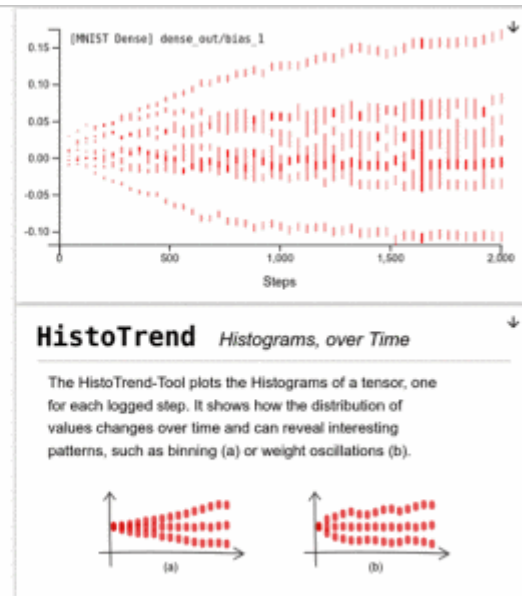 [MNIST Dense] dense_out/bias_1
0.15
0.10
0.05
0.00
-0.05
-0.10
0 500 1,000 1,500 2,000
Steps
HistoTrend Histograms, over Time
The HistoTrend-Tool plots the Histograms of a tensor, one
for each logged step. It shows how the distribution of
values changes over time and can reveal interesting
patterns, such as binning (a) or weight oscillations (b).
(a) (b)